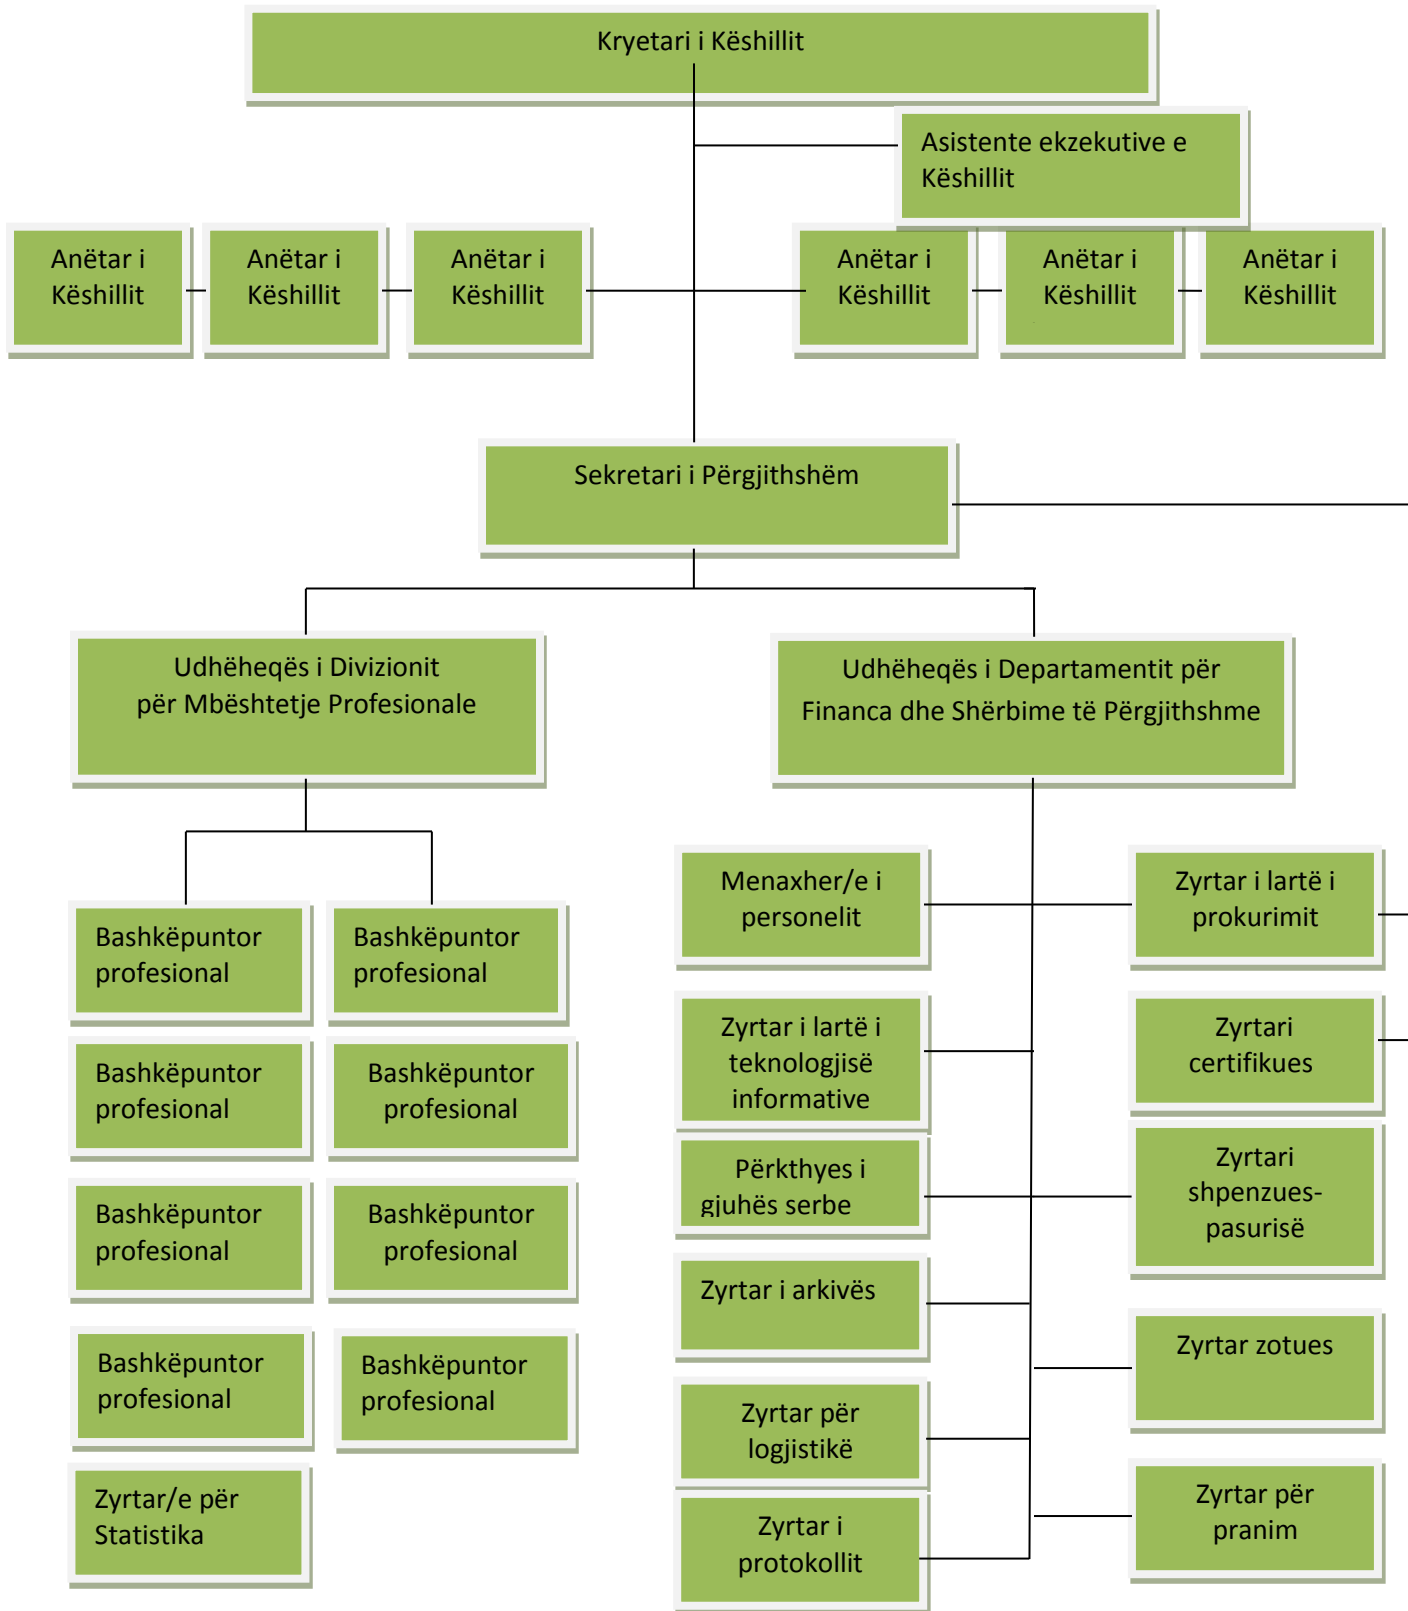 Kryetari i Këshillit
Asistente ekzekutive e
Këshillit
Anëtar i
Këshillit
Anëtar i
Këshillit
Anëtar i
Këshillit
Anëtar i
Këshillit
Anëtar i
Këshillit
Anëtar i
Këshillit
Sekretari i Përgjithshëm
Udhëheqës i Divizionit
për Mbështetje Profesionale
Udhëheqës i Departamentit për
Financa dhe Shërbime të Përgjithshme
Bashkëpuntor
profesional
Bashkëpuntor
profesional
Bashkëpuntor
profesional
Bashkëpuntor
profesional
Bashkëpuntor
profesional
Bashkëpuntor
profesional
Bashkëpuntor
profesional
Bashkëpuntor
profesional
Zyrtar/e për
Statistika
Menaxher/e i
personelit
Zyrtar i lartë i
prokurimit
Zyrtar i lartë i
teknologjisë
informative
Zyrtari
certifikues
Përkthyes i
gjuhës serbe
Zyrtari
shpenzues-
pasurisë
Zyrtar i arkivës
Zyrtar zotues
Zyrtar për
logjistikë
Zyrtar për
pranim
Zyrtar i
protokollit